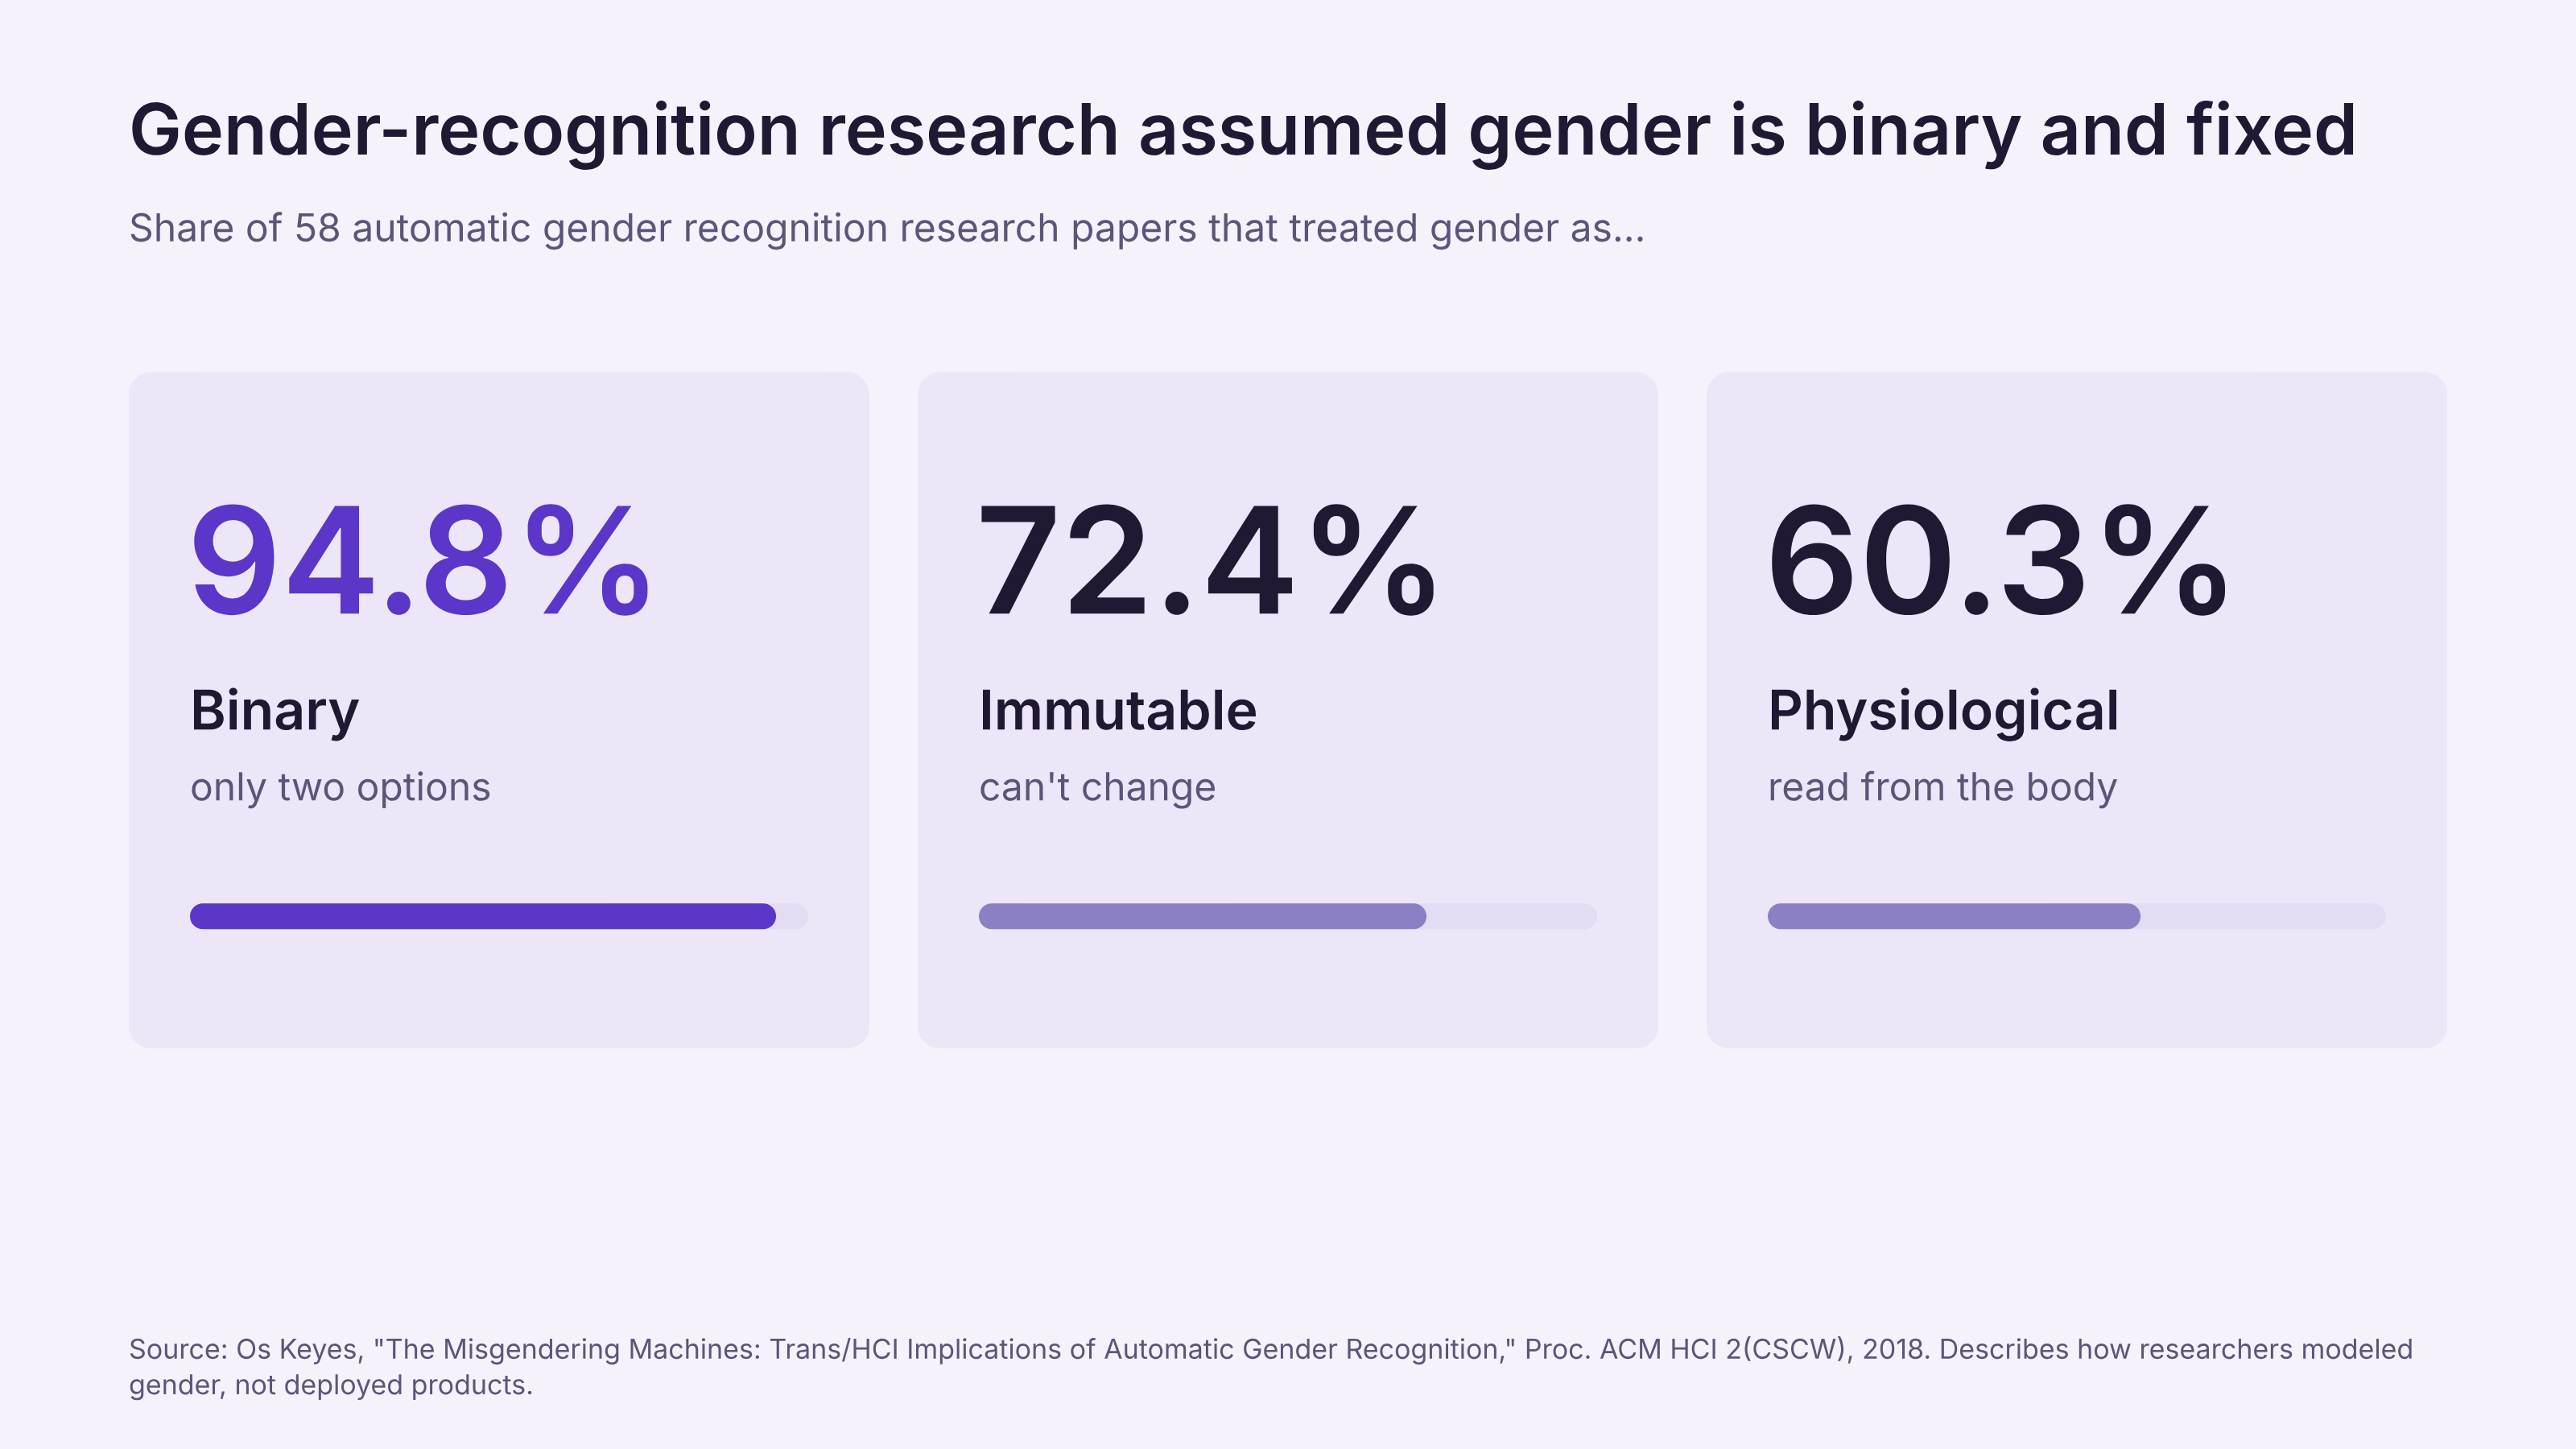 Gender-recognition research assumed gender is binary and fixed
Share of 58 automatic gender recognition research papers that treated gender as...
94.8%
Binary
only two options
72.4%
Immutable
can't change
60.3%
Physiological
read from the body
Source: Os Keyes, "The Misgendering Machines: Trans/HCI Implications of Automatic Gender Recognition," Proc. ACM HCI 2(CSCW), 2018. Describes how researchers modeled
gender, not deployed products.